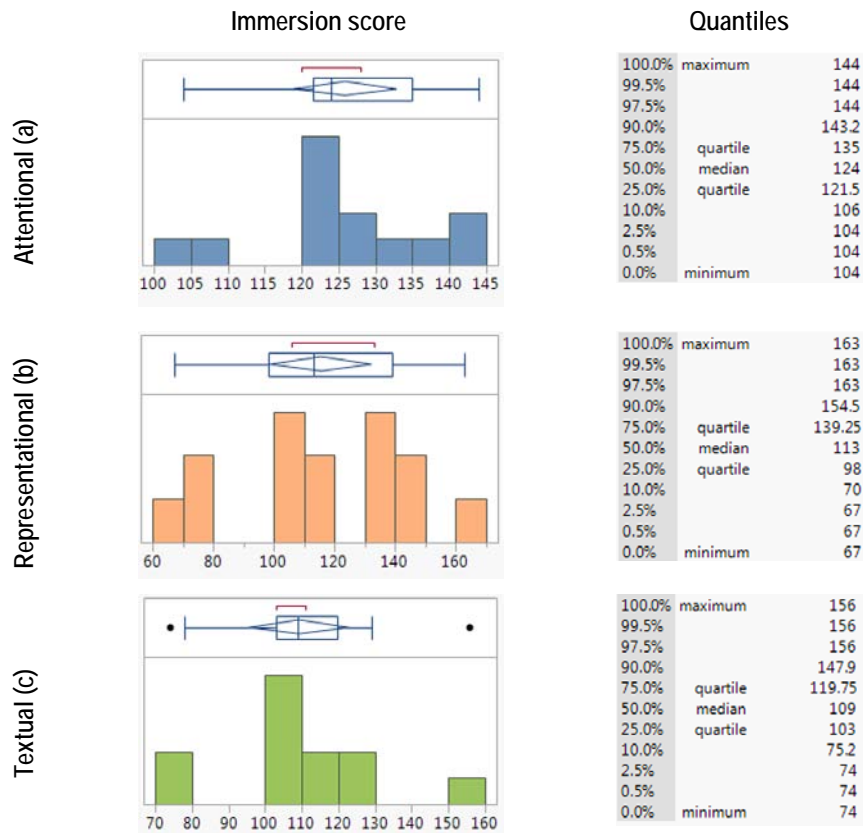 Immersion score Quantiles
Attentional (a)
100 105 110 115 120 125 130 135 140 145
100.0% maximum 144
99.5% 144
97.5% 144
90.0% 143.2
75.0% quartile 135
50.0% median 124
25.0% quartile 121.5
10.0% 106
2.5% 104
0.5% 104
0.0% minimum 104
Representational (b)
60 80 100 120 140 160
100.0% maximum 163
99.5% 163
97.5% 163
90.0% 154.5
75.0% quartile 139.25
50.0% median 113
25.0% quartile 98
10.0% 70
2.5% 67
0.5% 67
0.0% minimum 67
Textual (c)
70 80 90 100 110 120 130 140 150 160
100.0% maximum 156
99.5% 156
97.5% 156
90.0% 147.9
75.0% quartile 119.75
50.0% median 109
25.0% quartile 103
10.0% 75.2
2.5% 74
0.5% 74
0.0% minimum 74